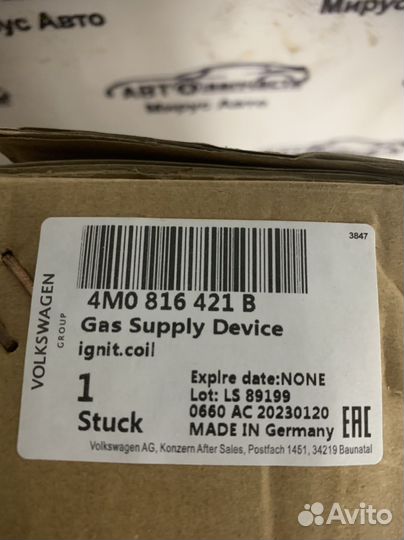 Мирус Авто
АВТОзапчасти
Мирус Авто
3847
VOLKSWAGEN
GROUP
4M0 816 421 B
Gas Supply Device
ignit.coil
1
Stuck
Expire date:NONE
Lot: LS 89199
0660 AC 20230120
MADE IN Germany
EAC
Volkswagen AG, Konzern After Sales, Postfach 1451, 34219 Baunatal
Avito